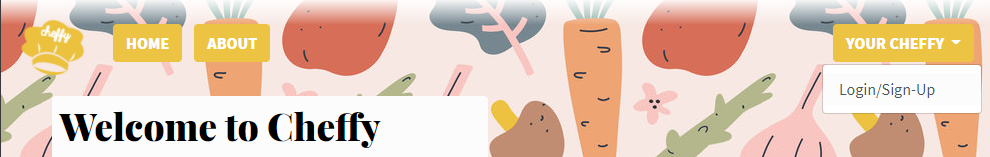 cheffy
HOME
ABOUT
YOUR CHEFFY
Login/Sign-Up
Welcome to Cheffy